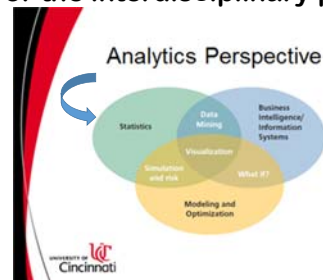 Analytics Perspective
Statistics
Data
Mining
Business
Intelligence/
Information
Systems
Visualization
Simulation
and risk
What if?
Modeling and
Optimization
UNIVERSITY OF
UC
Cincinnati